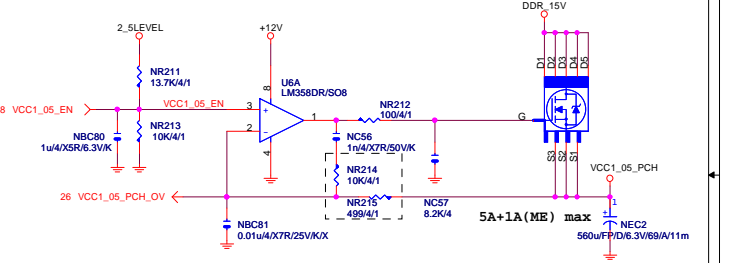 DDR_15V
2_5LEVEL
+12V
D1
D2
D3
D4
D5
NR211
13.7K/4/1
U6A
LM358DR/SO8
8
8 VCC1_05_EN
VCC1_05_EN
3
+
2
-
1
4
NR212
100/4/1
G
NBC80
1u/4/X5R/6.3V/K
NR213
10K/4/1
NC56
1n/4/X7R/50V/K
S3
S2
S1
NR214
10K/4/1
VCC1_05_PCH
26 VCC1_05_PCH_OV
NR215
499/4/1
NC57
8.2K/4
5A+1A(ME) max
1
+
NEC2
560u/FP/D/6.3V/69/A/11m
NBC81
0.01u/4/X7R/25V/K/X